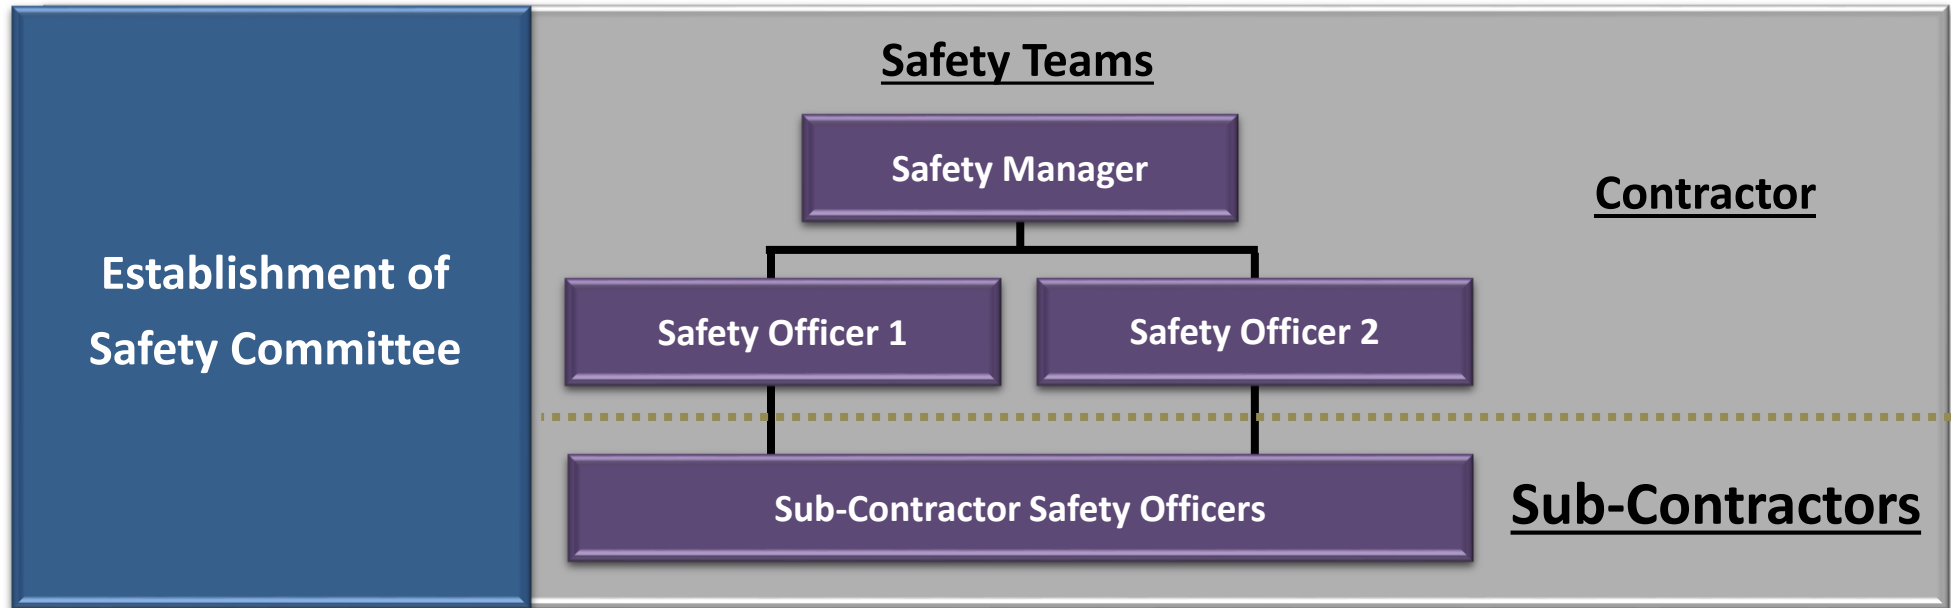 Establishment of
Safety Committee
Safety Teams
Safety Manager
Contractor
Safety Officer 1
Safety Officer 2
Sub-Contractor Safety Officers
Sub-Contractors